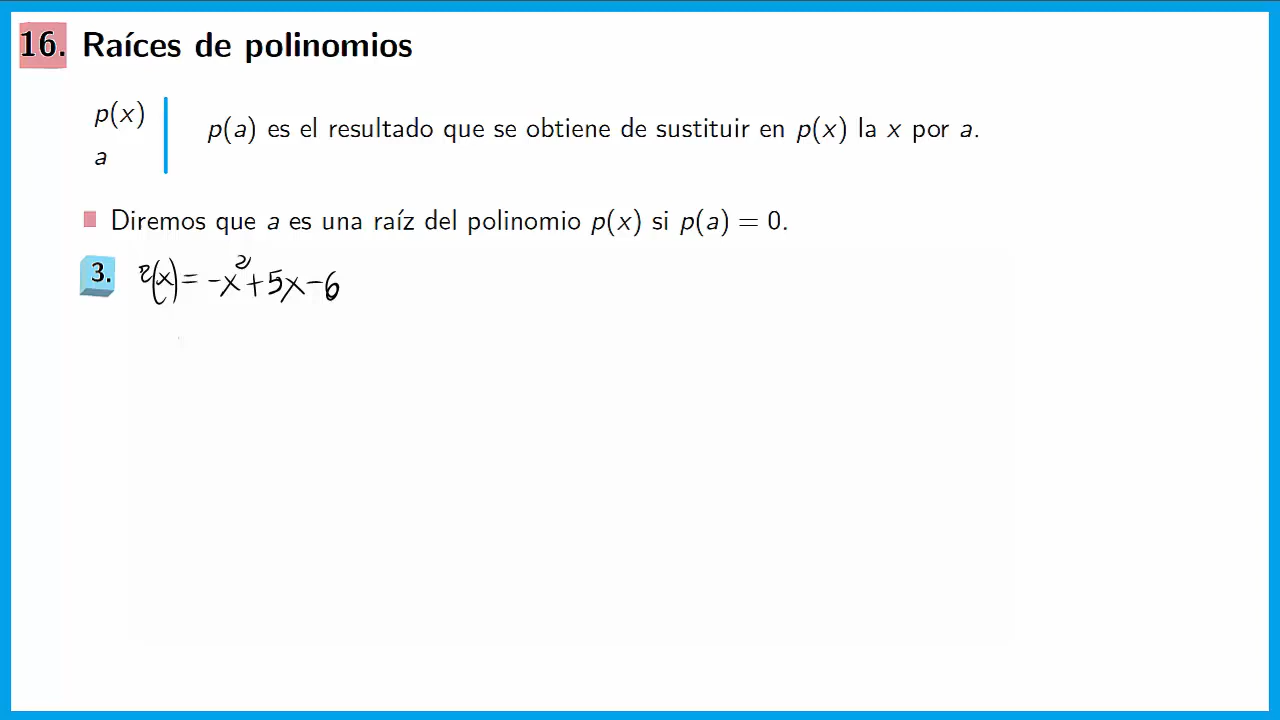 16. Raíces de polinomios
p(x)
a
p(a) es el resultado que se obtiene de sustituir en p(x) la x por a.
Diremos que a es una raíz del polinomio p(x) si p(a) = 0.
3. r(x) = -x² + 5x - 6